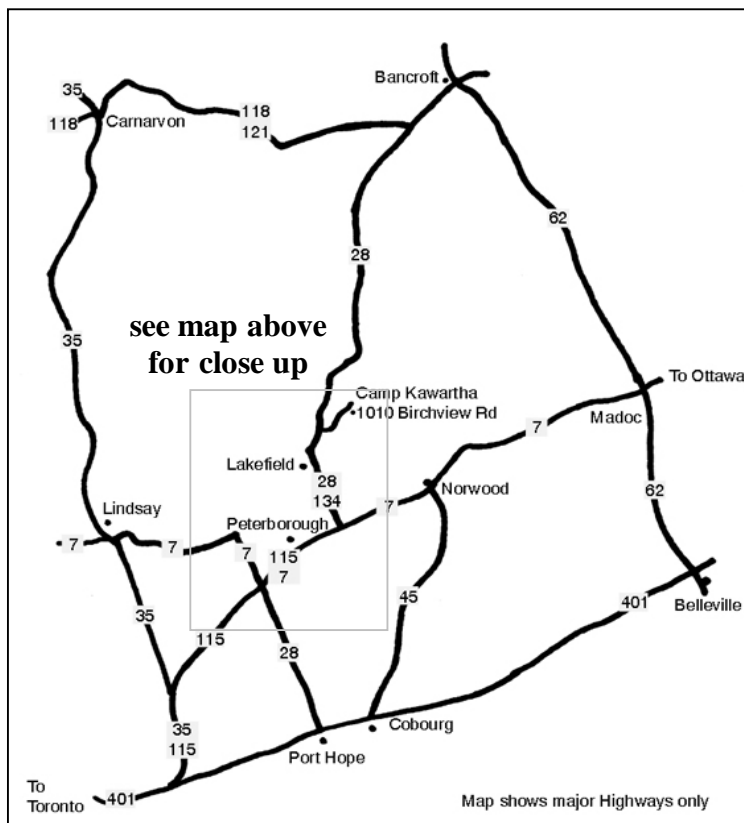 Bancroft
35
118
Carnarvon
118
121
62
28
see map above
for close up
35
Camp Kawartha
1010 Birchview Rd
To Ottawa
Madoc
7
Lakefield
28
134
Norwood
62
Lindsay
7
Peterborough
7
7
7
115
7
45
401
Belleville
35
115
28
35
115
Cobourg
Port Hope
To
Toronto
401
Map shows major Highways only